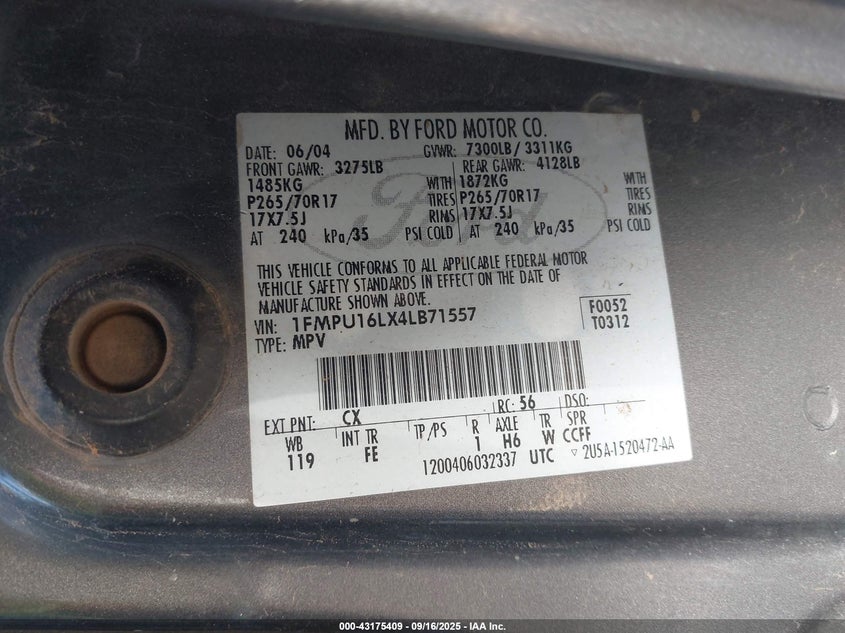 MFD. BY FORD MOTOR CO.
DATE: 06/04 GVWR: 7300LB/ 3311KG
FRONT GAWR: 3275LB REAR GAWR: 4128LB
1485KG WITH 1872KG WITH
P265/70R17 TIRES P265/70R17 TIRES
17X7.5J RIMS 17X7.5J RIMS
AT 240 kPa/35 PSI COLD AT 240 kPa/35 PSI COLD
Ford
THIS VEHICLE CONFORMS TO ALL APPLICABLE FEDERAL MOTOR
VEHICLE SAFETY STANDARDS IN EFFECT ON THE DATE OF
MANUFACTURE SHOWN ABOVE.
VIN: 1FMPU16LX4LB71557 F0052
TYPE: MPV T0312
EXT PNT: CX RC: 56 DSO:
WB INT TR TP/PS R AXLE TR SPR
119 FE 1 H6 W CCFF
1200406032337 UTC ▽ 2U5A-1520472-AA
000-43175409 - 09/16/2025 - IAA Inc.